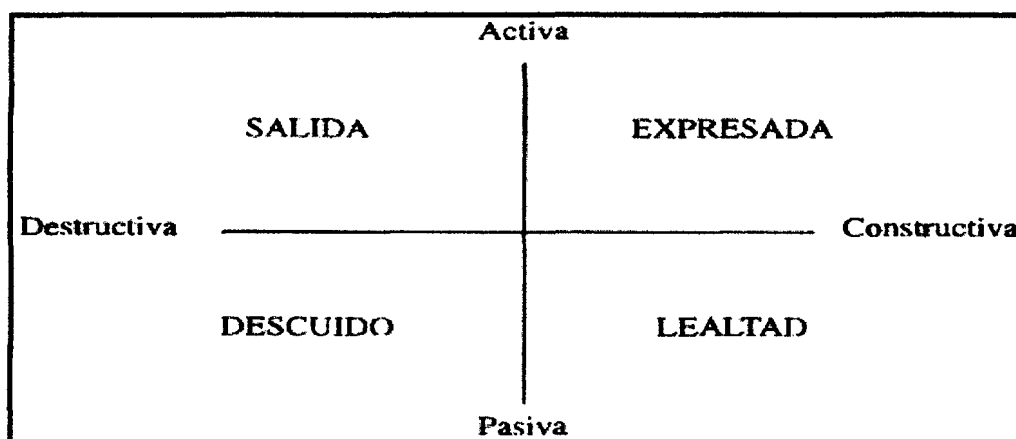 Activa
SALIDA EXPRESADA
Destructiva Constructiva
DESCUIDO LEALTAD
Pasiva